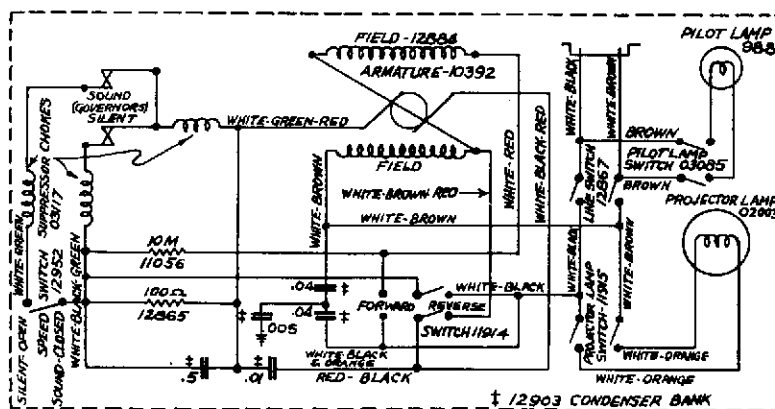 FIELD-12884
ARMATURE-10392
PILOT LAMP
988
SOUND
(GOVERNORS)
SILENT
WHITE-GREEN-RED
WHITE-BLACK
WHITE-BROWN
BROWN
PILOT LAMP
SWITCH 03085
BROWN
LINE SWITCH
12867
FIELD
WHITE-BROWN RED
WHITE-RED
WHITE-BLACK-RED
SUPPRESSOR CHOKES
03117
WHITE-GREEN
WHITE-BROWN
WHITE-BROWN
PROJECTOR LAMP
02003
WHITE-BLACK
WHITE-BROWN
10M
11056
SPEED SWITCH 12952
SILENT-OPEN
SOUND-CLOSED
WHITE-BLACK-GREEN
100Ω
12865
.04 ‡
.04 ‡
‡ .005
FORWARD
REVERSE
WHITE-BLACK
SWITCH 11914
PROJECTOR LAMP
SWITCH-11915
WHITE-ORANGE
WHITE-ORANGE
WHITE BLACK
& ORANGE
RED-BLACK
‡ .5
‡ .01
‡ 12903 CONDENSER BANK